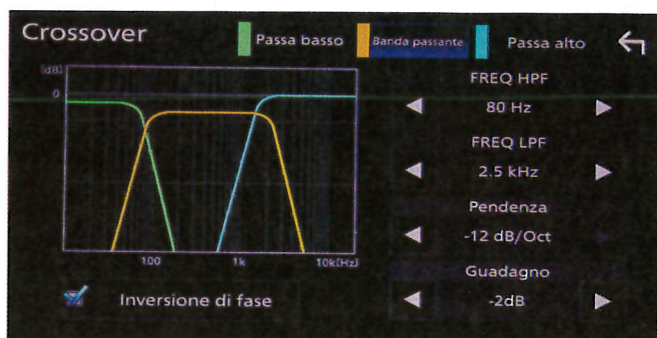 Crossover
Passa basso
Banda passante
Passa alto
[dB]
0
100
1k
10k[Hz]
Inversione di fase
FREQ HPF
80 Hz
FREQ LPF
2.5 kHz
Pendenza
-12 dB/Oct
Guadagno
-2dB